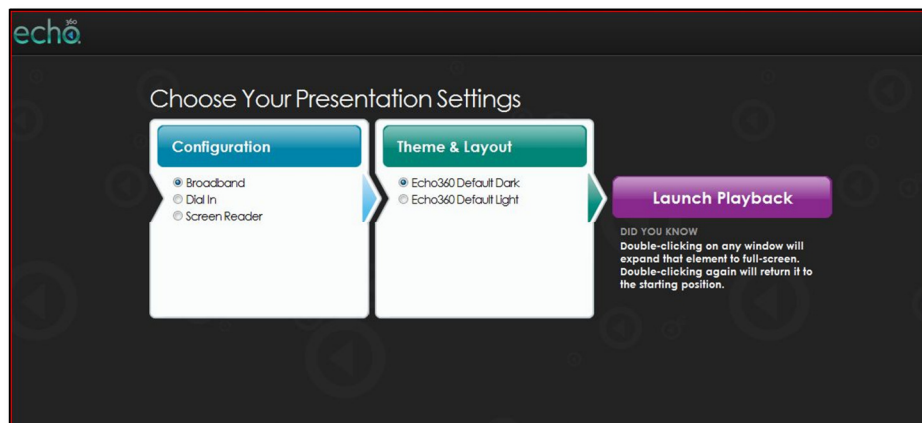 echo360
Choose Your Presentation Settings
Configuration
Broadband
Dial In
Screen Reader
Theme & Layout
Echo360 Default Dark
Echo360 Default Light
Launch Playback
DID YOU KNOW
Double-clicking on any window will
expand that element to full-screen.
Double-clicking again will return it to
the starting position.